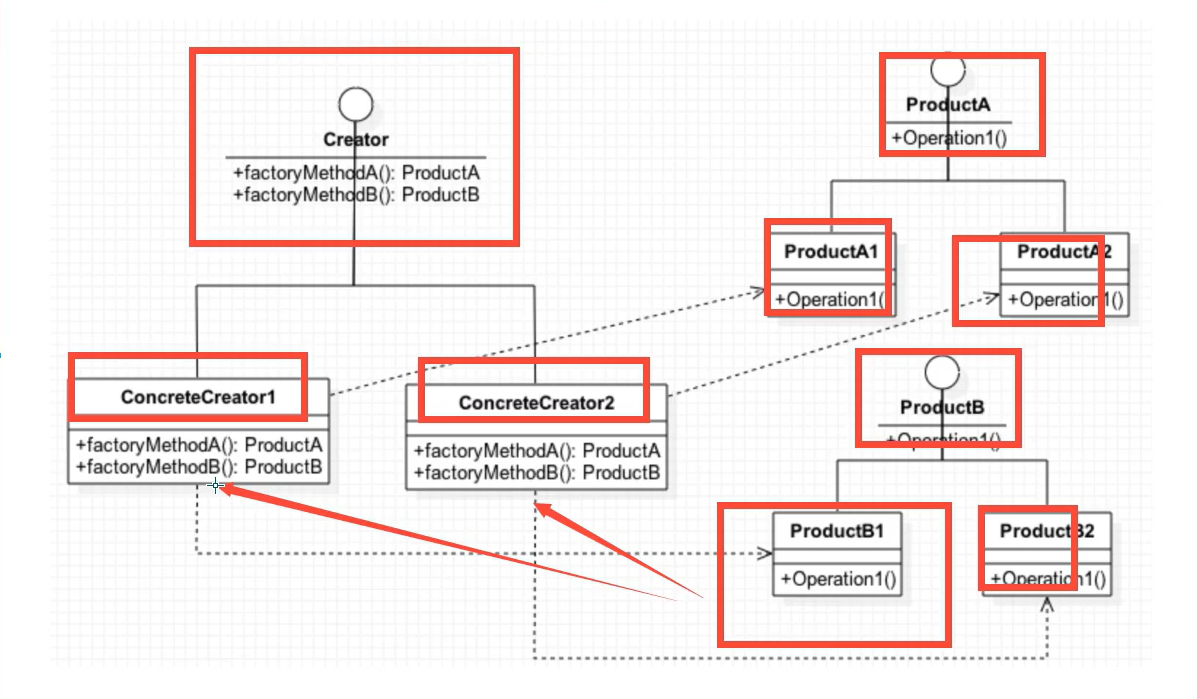 Creator
+factoryMethodA(): ProductA
+factoryMethodB(): ProductB
ProductA
+Operation1()
ProductA1
+Operation1(
ProductA2
+Operation1()
ConcreteCreator1
+factoryMethodA(): ProductA
+factoryMethodB(): ProductB
ConcreteCreator2
+factoryMethodA(): ProductA
+factoryMethodB(): ProductB
ProductB
+Operation1()
ProductB1
+Operation1()
ProductB2
+Operation1()